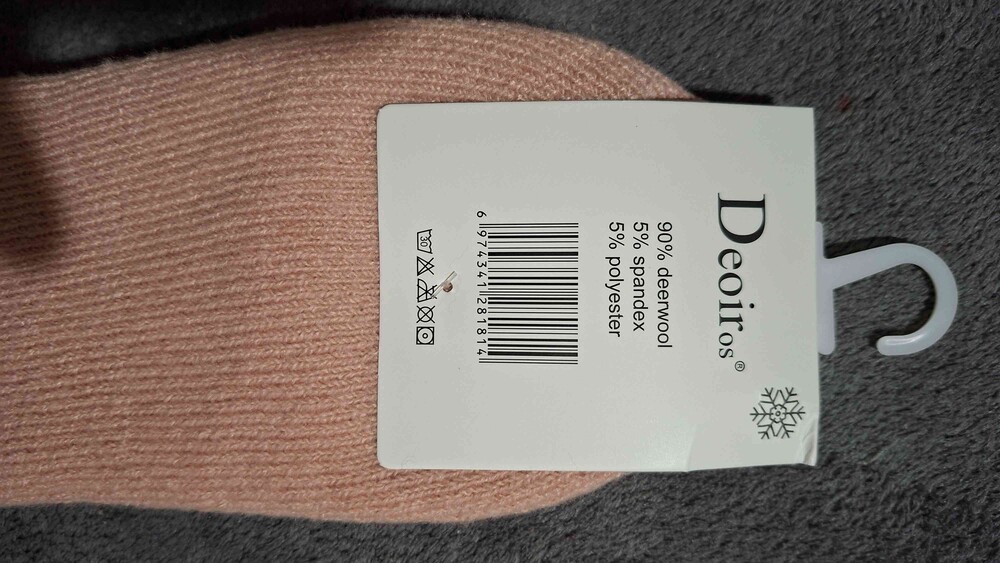 Deoiros®
90% deerwool
5% spandex
5% polyester
6 974341 281814
30